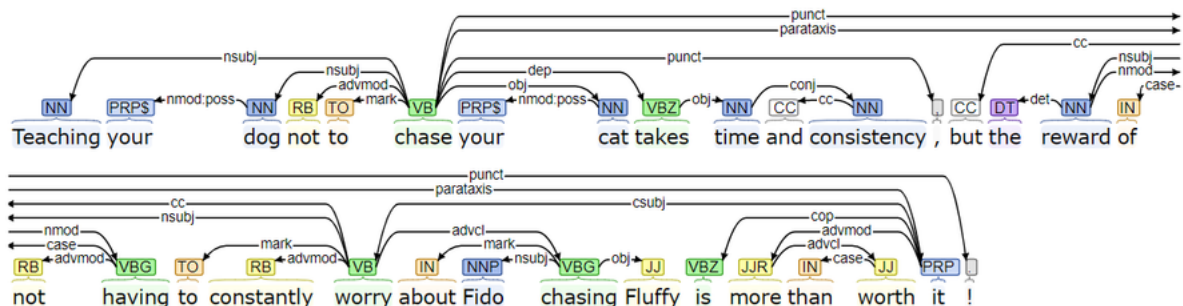 punct
parataxis
cc
nsubj punct nsubj
nsubj dep nmod
advmod obj conj case
NN PRP$ nmod:poss NN RB TO mark VB PRP$ nmod:poss NN VBZ obj NN CC cc NN , CC DT det NN IN
Teaching your dog not to chase your cat takes time and consistency , but the reward of
punct
parataxis
cc csubj
nsubj cop
nmod advcl advmod
case mark mark advcl
RB advmod VBG TO RB advmod VB IN NNP nsubj VBG obj JJ VBZ JJR IN case JJ PRP .
not having to constantly worry about Fido chasing Fluffy is more than worth it !